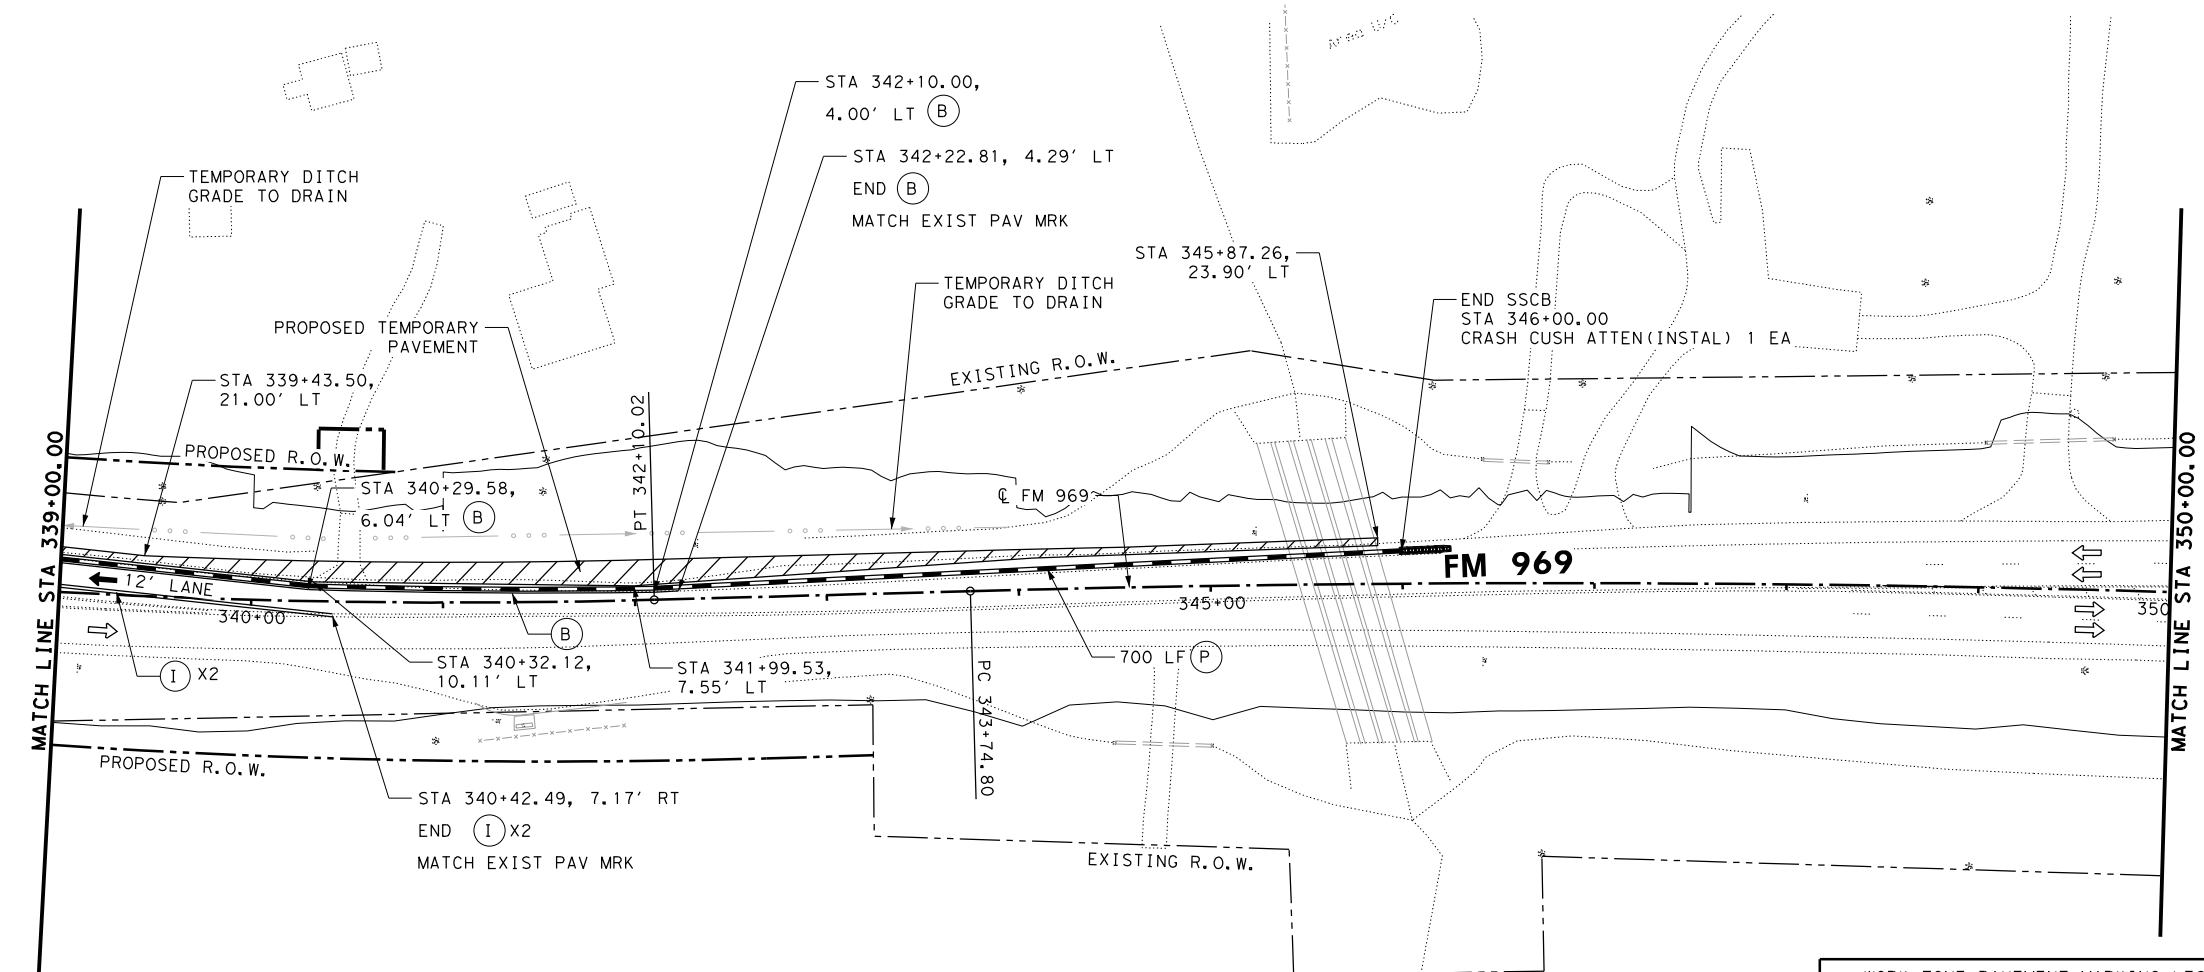 STA 342+10.00,
4.00' LT B
STA 342+22.81, 4.29' LT
END B
MATCH EXIST PAV MRK
TEMPORARY DITCH
GRADE TO DRAIN
STA 345+87.26,
23.90' LT
TEMPORARY DITCH
GRADE TO DRAIN
END SSCB
STA 346+00.00
CRASH CUSH ATTEN(INSTAL) 1 EA
PROPOSED TEMPORARY
PAVEMENT
EXISTING R.O.W.
STA 339+43.50,
21.00' LT
PT 342+10.02
PROPOSED R.O.W.
STA 340+29.58,
6.04' LT B
℄ FM 969
MATCH LINE STA 339+00.00
MATCH LINE STA 350+00.00
FM 969
12' LANE
340+00
345+00
350
B
I X2
STA 340+32.12,
10.11' LT
STA 341+99.53,
7.55' LT
700 LF P
PC 343+74.80
PROPOSED R.O.W.
STA 340+42.49, 7.17' RT
END I X2
MATCH EXIST PAV MRK
EXISTING R.O.W.